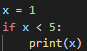 x = 1
if x < 5:
    print(x)